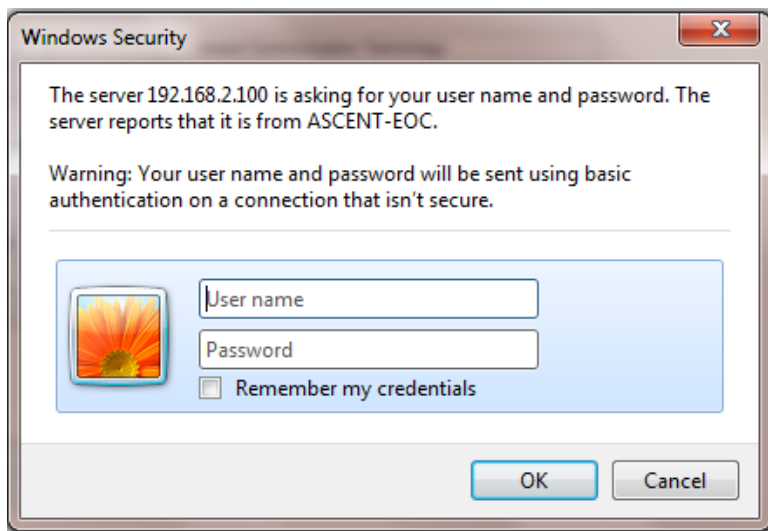 Windows Security
The server 192.168.2.100 is asking for your user name and password. The
server reports that it is from ASCENT-EOC.
Warning: Your user name and password will be sent using basic
authentication on a connection that isn't secure.
User name
Password
Remember my credentials
OK
Cancel